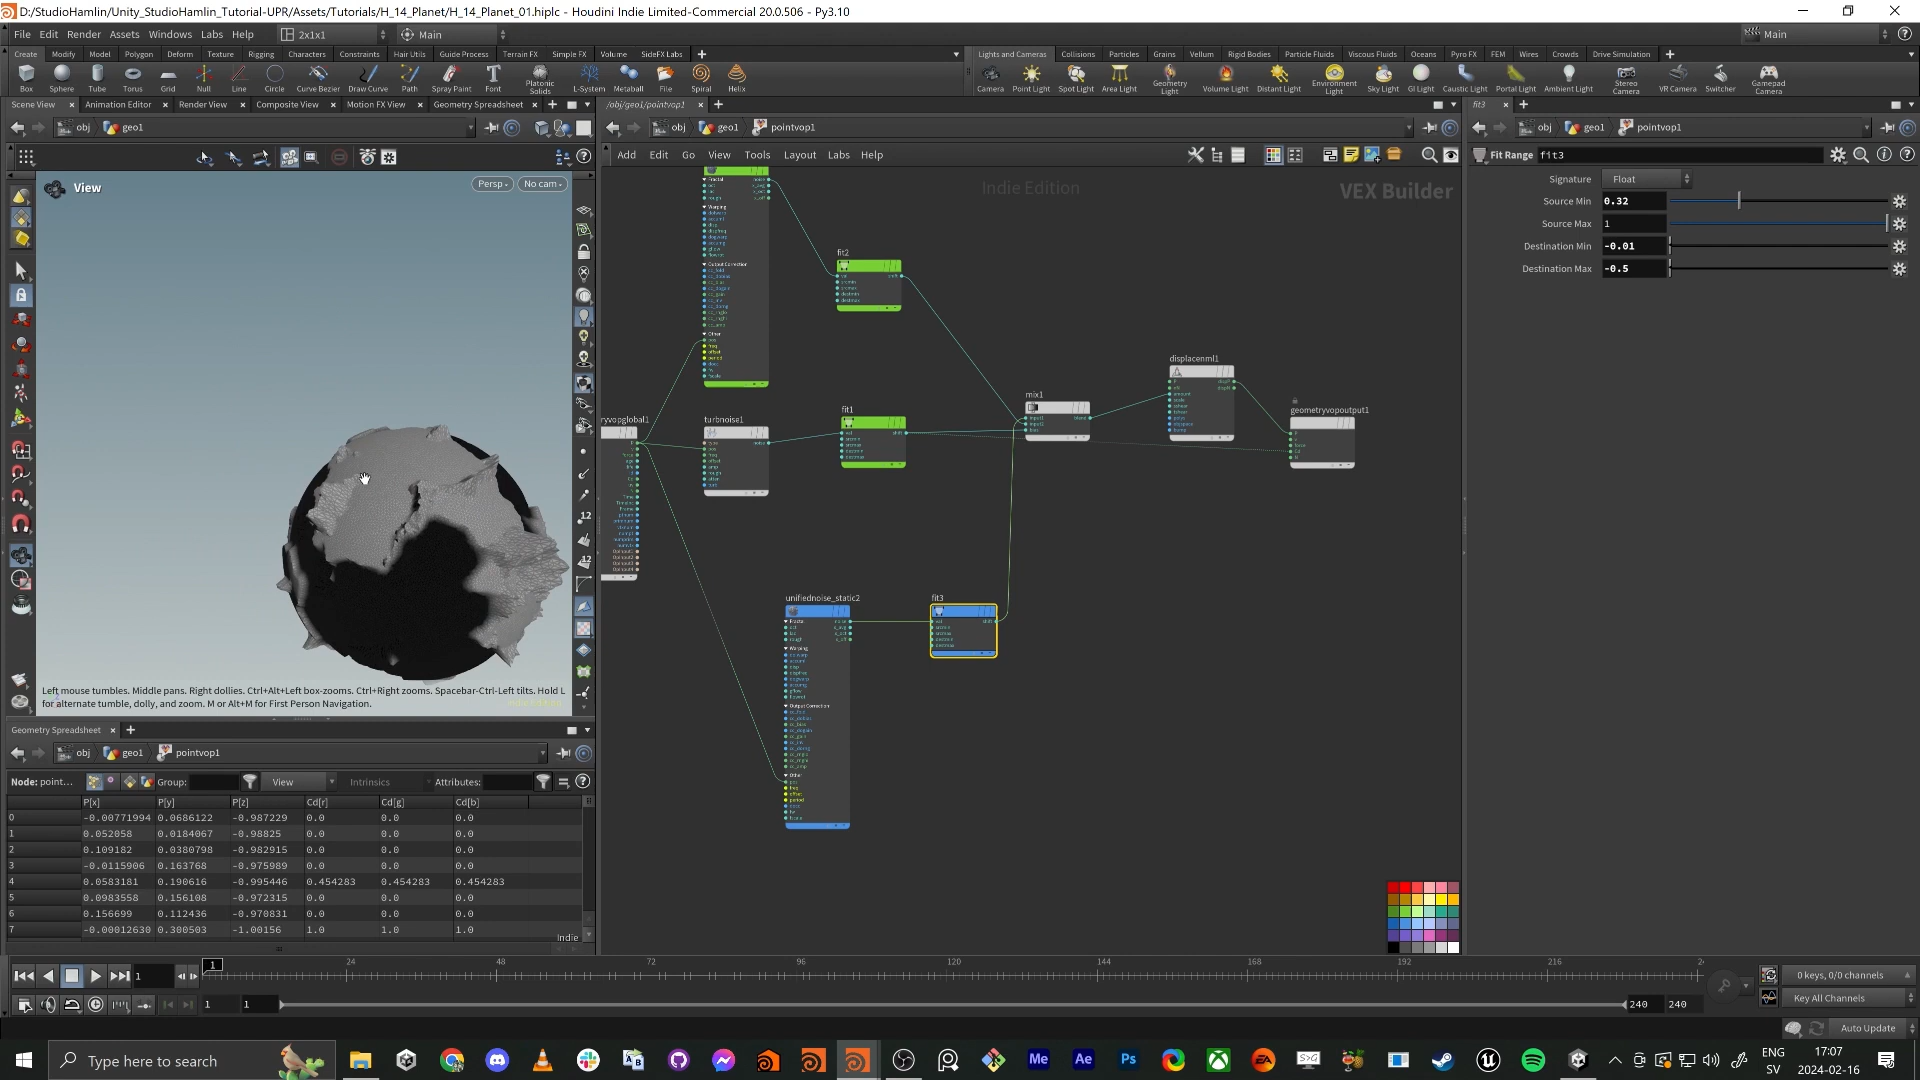 D:/StudioHamlin/Unity_StudioHamlin_Tutorial-UPR/Assets/Tutorials/H_14_Planet/H_14_Planet_01.hiplc - Houdini Indie Limited-Commercial 20.0.506 - Py3.10
File Edit Render Assets Windows Labs Help 2x1x1 Main Main
Create Modify Model Polygon Deform Texture Rigging Characters Constraints Hair Utils Guide Process Terrain FX Simple FX Volume SideFX Labs
Lights and Cameras Collisions Particles Grains Vellum Rigid Bodies Particle Fluids Viscous Fluids Oceans Pyro FX FEM Wires Crowds Drive Simulation
Box Sphere Tube Torus Grid Null Line Circle Curve Bezier Draw Curve Path Spray Paint Font Platonic Solids L-System Metaball File Spiral Helix
Camera Point Light Spot Light Area Light Geometry Light Volume Light Distant Light Environment Light Sky Light GI Light Caustic Light Portal Light Ambient Light Stereo Camera VR Camera Switcher Gamepad Camera
Scene View Animation Editor Render View Composite View Motion FX View Geometry Spreadsheet
obj geo1
View
Persp No cam
Left mouse tumbles. Middle pans. Right dollies. Ctrl+Alt+Left box-zooms. Ctrl+Right zooms. Spacebar-Ctrl-Left tilts. Hold L
for alternate tumble, dolly, and zoom. M or Alt+M for First Person Navigation.
/obj/geo1/pointvop1
obj geo1 pointvop1
Add Edit Go View Tools Layout Labs Help
Indie Edition
VEX Builder
fit2
displacenml1
mix1
ryvopglobal1
turbnoise1
fit1
geometryvopoutput1
unifiednoise_static2
fit3
fit3
obj geo1 pointvop1
Fit Range fit3
Signature Float
Source Min 0.32
Source Max 1
Destination Min -0.01
Destination Max -0.5
Geometry Spreadsheet
obj geo1 pointvop1
Node: point... Group: View Intrinsics Attributes:
P[x] P[y] P[z] Cd[r] Cd[g] Cd[b]
0 -0.00771994 0.0686122 -0.987229 0.0 0.0 0.0
1 0.052058 0.0184067 -0.98825 0.0 0.0 0.0
2 0.109182 0.0380798 -0.982915 0.0 0.0 0.0
3 -0.0115906 0.163768 -0.975989 0.0 0.0 0.0
4 0.0583181 0.190616 -0.995446 0.454283 0.454283 0.454283
5 0.0983558 0.156108 -0.972315 0.0 0.0 0.0
6 0.156699 0.112436 -0.970831 0.0 0.0 0.0
7 -0.00012630 0.300503 -1.00156 1.0 1.0 1.0
Indie
1 1 24 48 72 96 120 144 168 192 216 2
0 keys, 0/0 channels
1 1 240 240
Key All Channels
Auto Update
Type here to search
ENG
SV
17:07
2024-02-16